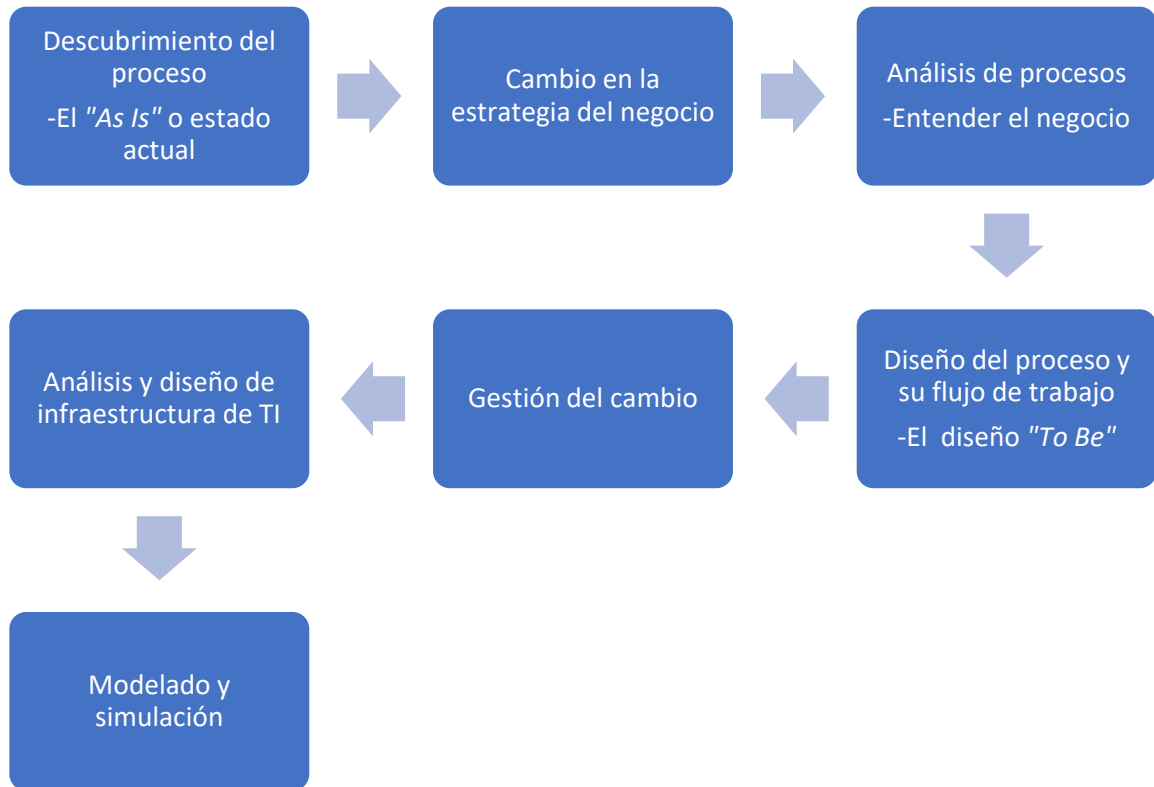 Descubrimiento del
proceso
-El "As Is" o estado
actual
Cambio en la
estrategia del negocio
Análisis de procesos
-Entender el negocio
Diseño del proceso y
su flujo de trabajo
-El diseño "To Be"
Gestión del cambio
Análisis y diseño de
infraestructura de TI
Modelado y
simulación